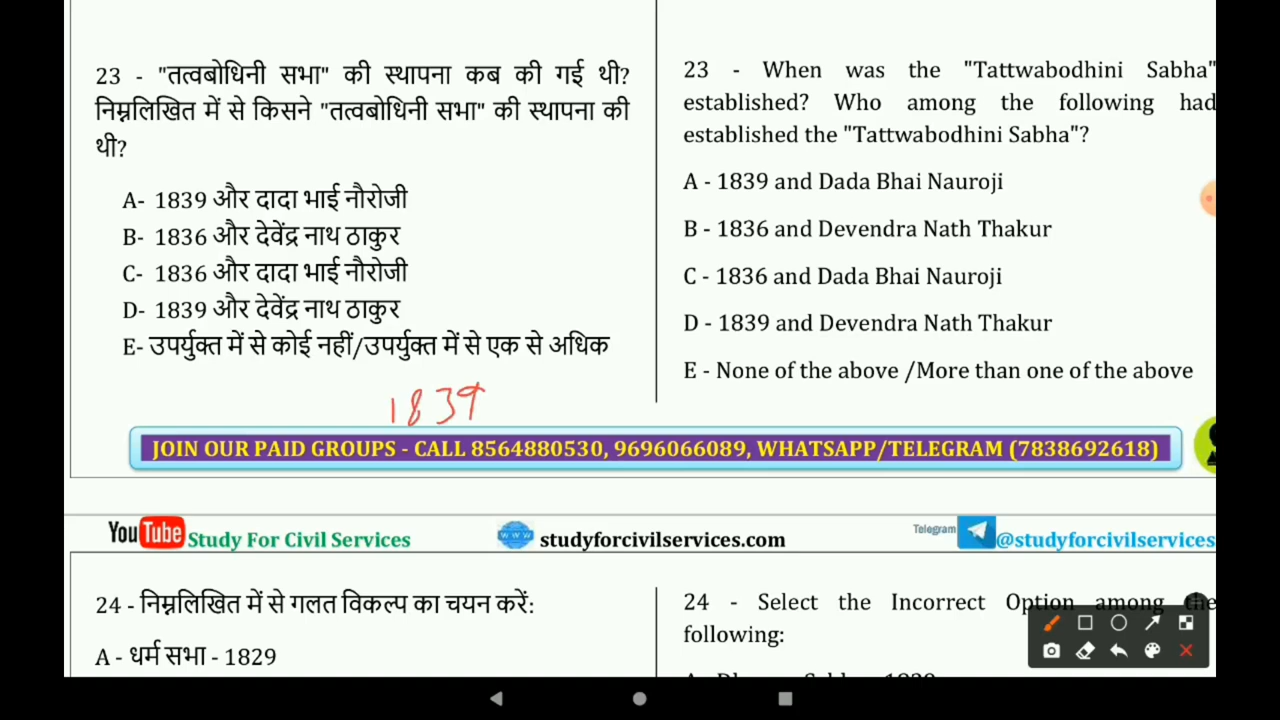 23 - "तत्वबोधिनी सभा" की स्थापना कब की गई थी?
निम्नलिखित में से किसने "तत्वबोधिनी सभा" की स्थापना की
थी?
A- 1839 और दादा भाई नौरोजी
B- 1836 और देवेंद्र नाथ ठाकुर
C- 1836 और दादा भाई नौरोजी
D- 1839 और देवेंद्र नाथ ठाकुर
E- उपर्युक्त में से कोई नहीं/उपर्युक्त में से एक से अधिक
1839
23 - When was the "Tattwabodhini Sabha"
established? Who among the following had
established the "Tattwabodhini Sabha"?
A - 1839 and Dada Bhai Nauroji
B - 1836 and Devendra Nath Thakur
C - 1836 and Dada Bhai Nauroji
D - 1839 and Devendra Nath Thakur
E - None of the above /More than one of the above
JOIN OUR PAID GROUPS - CALL 8564880530, 9696066089, WHATSAPP/TELEGRAM (7838692618)
YouTube Study For Civil Services
www studyforcivilservices.com
Telegram @studyforcivilservices
24 - निम्नलिखित में से गलत विकल्प का चयन करें:
A - धर्म सभा - 1829
24 - Select the Incorrect Option among the
following: